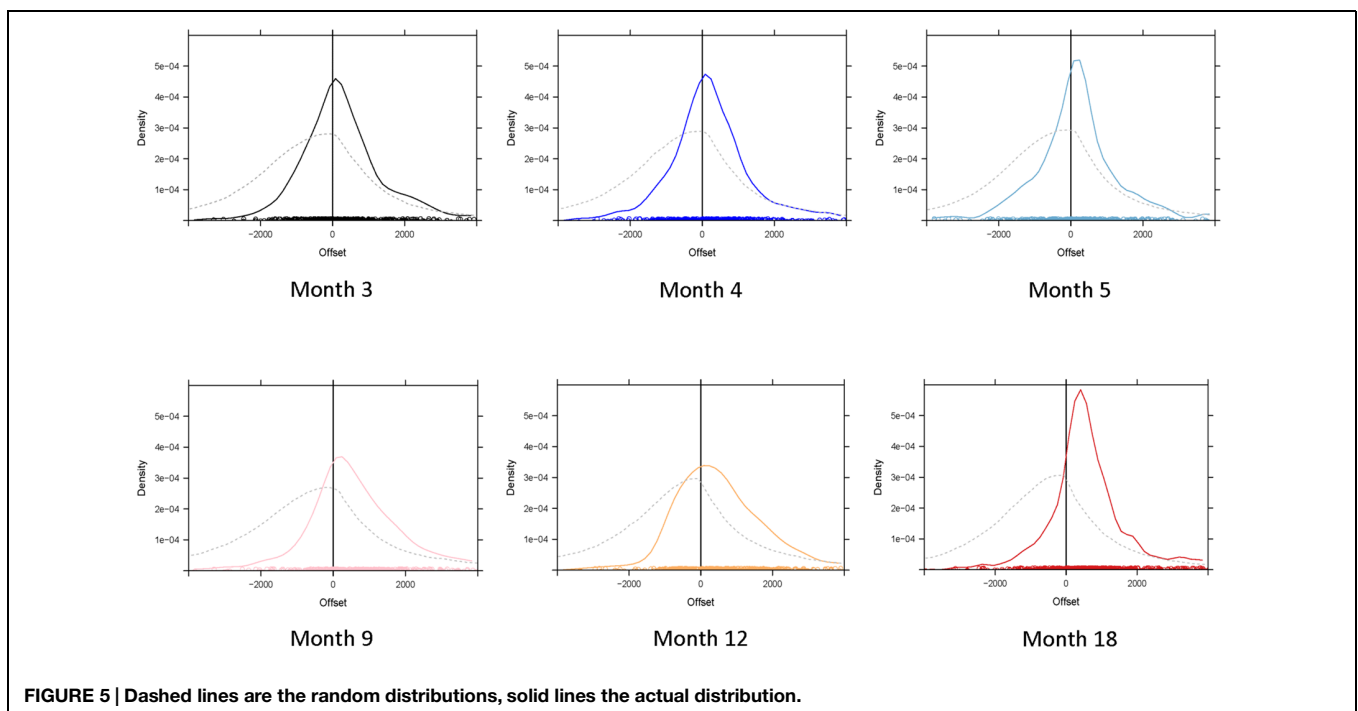 5e−04 5e−04 5e−04
4e−04 4e−04 4e−04
Density 3e−04 Density 3e−04 Density 3e−04
2e−04 2e−04 2e−04
1e−04 1e−04 1e−04
−2000 0 2000 −2000 0 2000 −2000 0 2000
Offset Offset Offset
Month 3 Month 4 Month 5
5e−04 5e−04 5e−04
4e−04 4e−04 4e−04
Density 3e−04 Density 3e−04 Density 3e−04
2e−04 2e−04 2e−04
1e−04 1e−04 1e−04
−2000 0 2000 −2000 0 2000 −2000 0 2000
Offset Offset Offset
Month 9 Month 12 Month 18
FIGURE 5 | Dashed lines are the random distributions, solid lines the actual distribution.